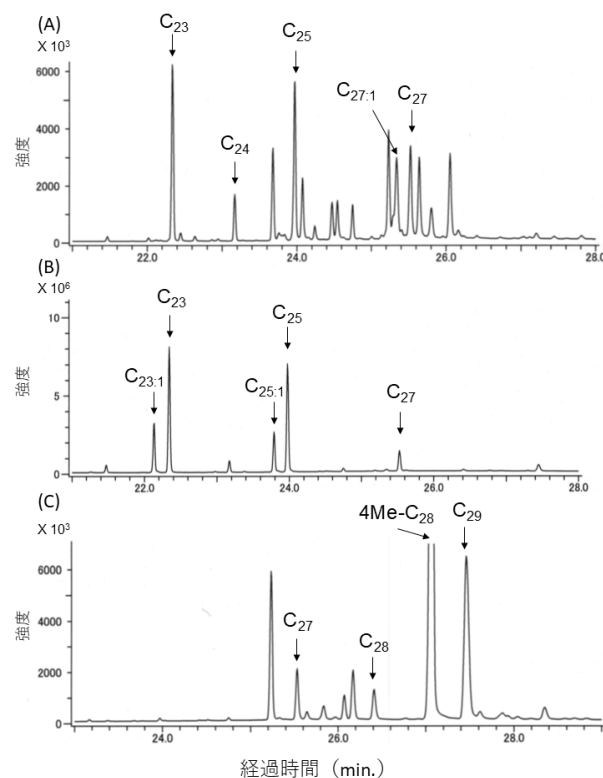 (A)
X 10³
C₂₃
C₂₅
C₂₇:₁
C₂₇
C₂₄
6000
4000
2000
0
強度
22.0 24.0 26.0 28.0
(B)
X 10⁶
C₂₃
C₂₅
C₂₃:₁
C₂₅:₁
C₂₇
10
5
0
強度
22.0 24.0 26.0 28.0
(C)
X 10³
4Me-C₂₈
C₂₉
C₂₇
C₂₈
6000
4000
2000
0
強度
24.0 26.0 28.0
経過時間（min.）